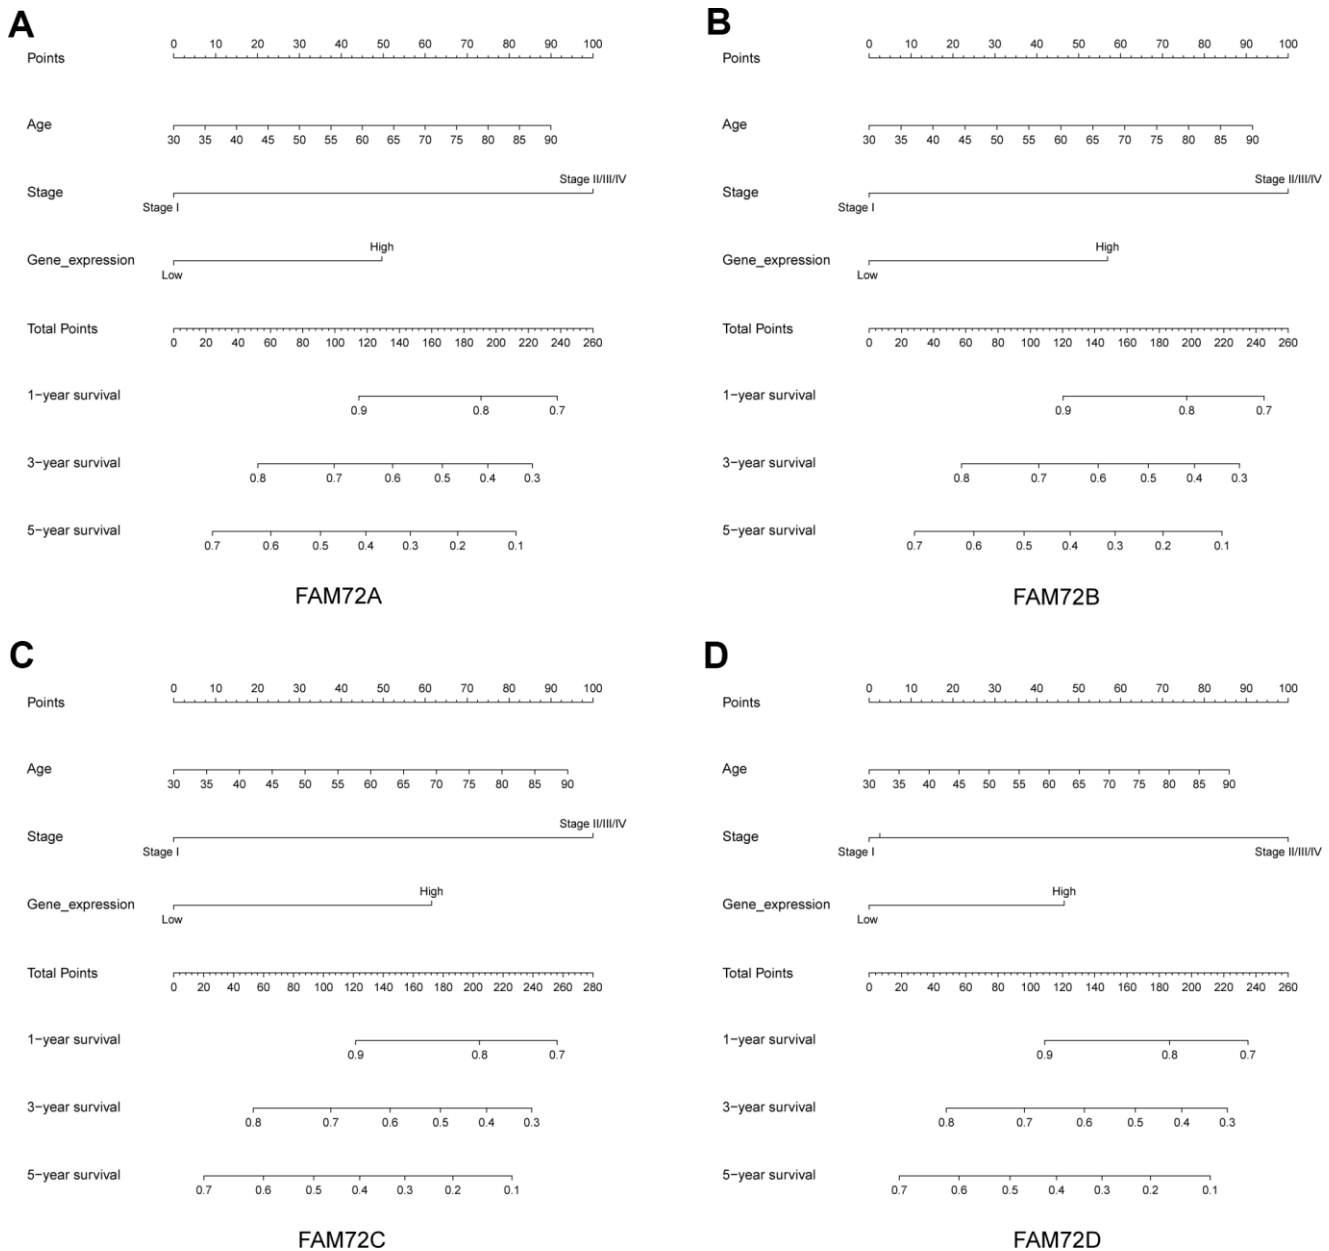 A
Points
0 10 20 30 40 50 60 70 80 90 100
Age
30 35 40 45 50 55 60 65 70 75 80 85 90
Stage
Stage II/III/IV
Stage I
Gene_expression
High
Low
Total Points
0 20 40 60 80 100 120 140 160 180 200 220 240 260
1−year survival
0.9 0.8 0.7
3−year survival
0.8 0.7 0.6 0.5 0.4 0.3
5−year survival
0.7 0.6 0.5 0.4 0.3 0.2 0.1
FAM72A
B
Points
0 10 20 30 40 50 60 70 80 90 100
Age
30 35 40 45 50 55 60 65 70 75 80 85 90
Stage
Stage II/III/IV
Stage I
Gene_expression
High
Low
Total Points
0 20 40 60 80 100 120 140 160 180 200 220 240 260
1−year survival
0.9 0.8 0.7
3−year survival
0.8 0.7 0.6 0.5 0.4 0.3
5−year survival
0.7 0.6 0.5 0.4 0.3 0.2 0.1
FAM72B
C
Points
0 10 20 30 40 50 60 70 80 90 100
Age
30 35 40 45 50 55 60 65 70 75 80 85 90
Stage
Stage II/III/IV
Stage I
Gene_expression
High
Low
Total Points
0 20 40 60 80 100 120 140 160 180 200 220 240 260 280
1−year survival
0.9 0.8 0.7
3−year survival
0.8 0.7 0.6 0.5 0.4 0.3
5−year survival
0.7 0.6 0.5 0.4 0.3 0.2 0.1
FAM72C
D
Points
0 10 20 30 40 50 60 70 80 90 100
Age
30 35 40 45 50 55 60 65 70 75 80 85 90
Stage
Stage I Stage II/III/IV
Gene_expression
High
Low
Total Points
0 20 40 60 80 100 120 140 160 180 200 220 240 260
1−year survival
0.9 0.8 0.7
3−year survival
0.8 0.7 0.6 0.5 0.4 0.3
5−year survival
0.7 0.6 0.5 0.4 0.3 0.2 0.1
FAM72D